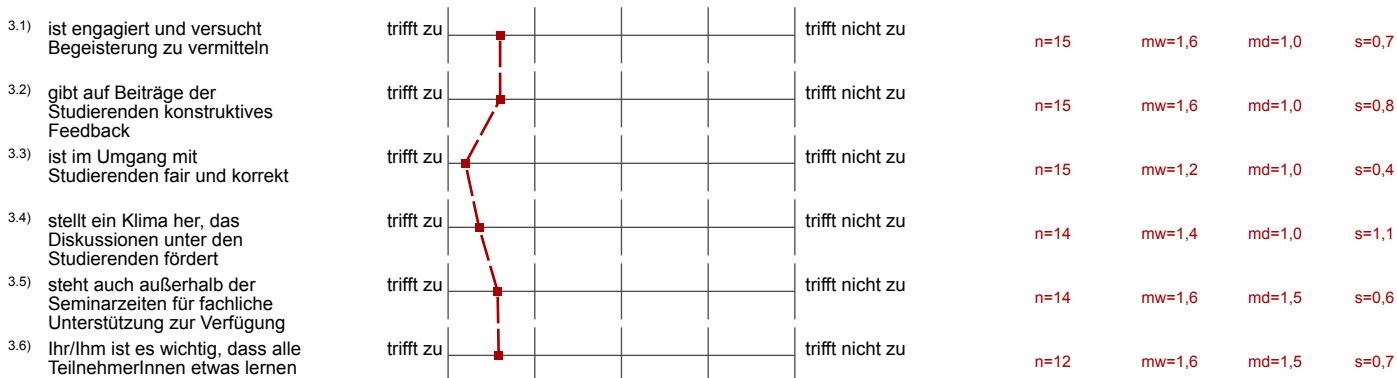 3.1) ist engagiert und versucht
Begeisterung zu vermitteln
trifft zu
trifft nicht zu
n=15 mw=1,6 md=1,0 s=0,7
3.2) gibt auf Beiträge der
Studierenden konstruktives
Feedback
trifft zu
trifft nicht zu
n=15 mw=1,6 md=1,0 s=0,8
3.3) ist im Umgang mit
Studierenden fair und korrekt
trifft zu
trifft nicht zu
n=15 mw=1,2 md=1,0 s=0,4
3.4) stellt ein Klima her, das
Diskussionen unter den
Studierenden fördert
trifft zu
trifft nicht zu
n=14 mw=1,4 md=1,0 s=1,1
3.5) steht auch außerhalb der
Seminarzeiten für fachliche
Unterstützung zur Verfügung
trifft zu
trifft nicht zu
n=14 mw=1,6 md=1,5 s=0,6
3.6) Ihr/Ihm ist es wichtig, dass alle
TeilnehmerInnen etwas lernen
trifft zu
trifft nicht zu
n=12 mw=1,6 md=1,5 s=0,7